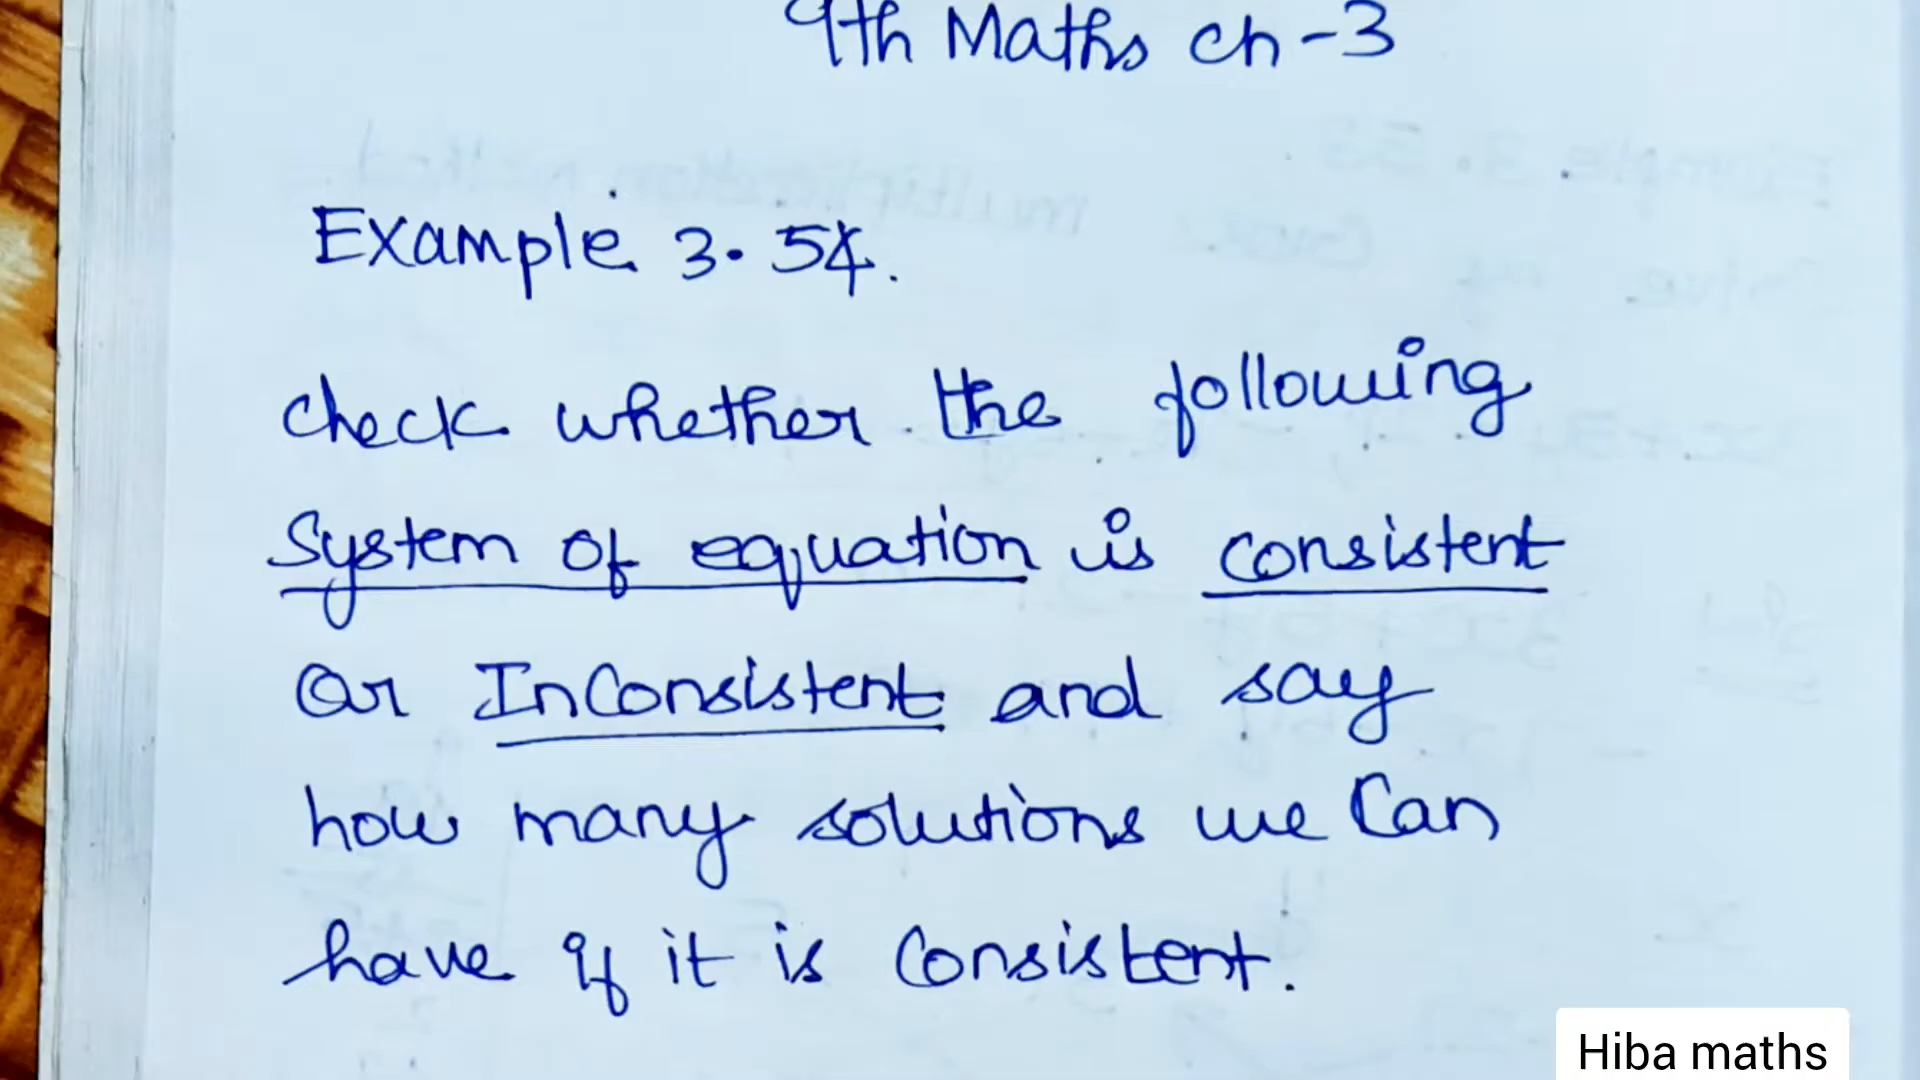 9th Maths ch-3
Example 3.54.
check whether the following
System of equation is consistent
Or InConsistent and say
how many solutions we Can
have if it is Consistent.
Hiba maths